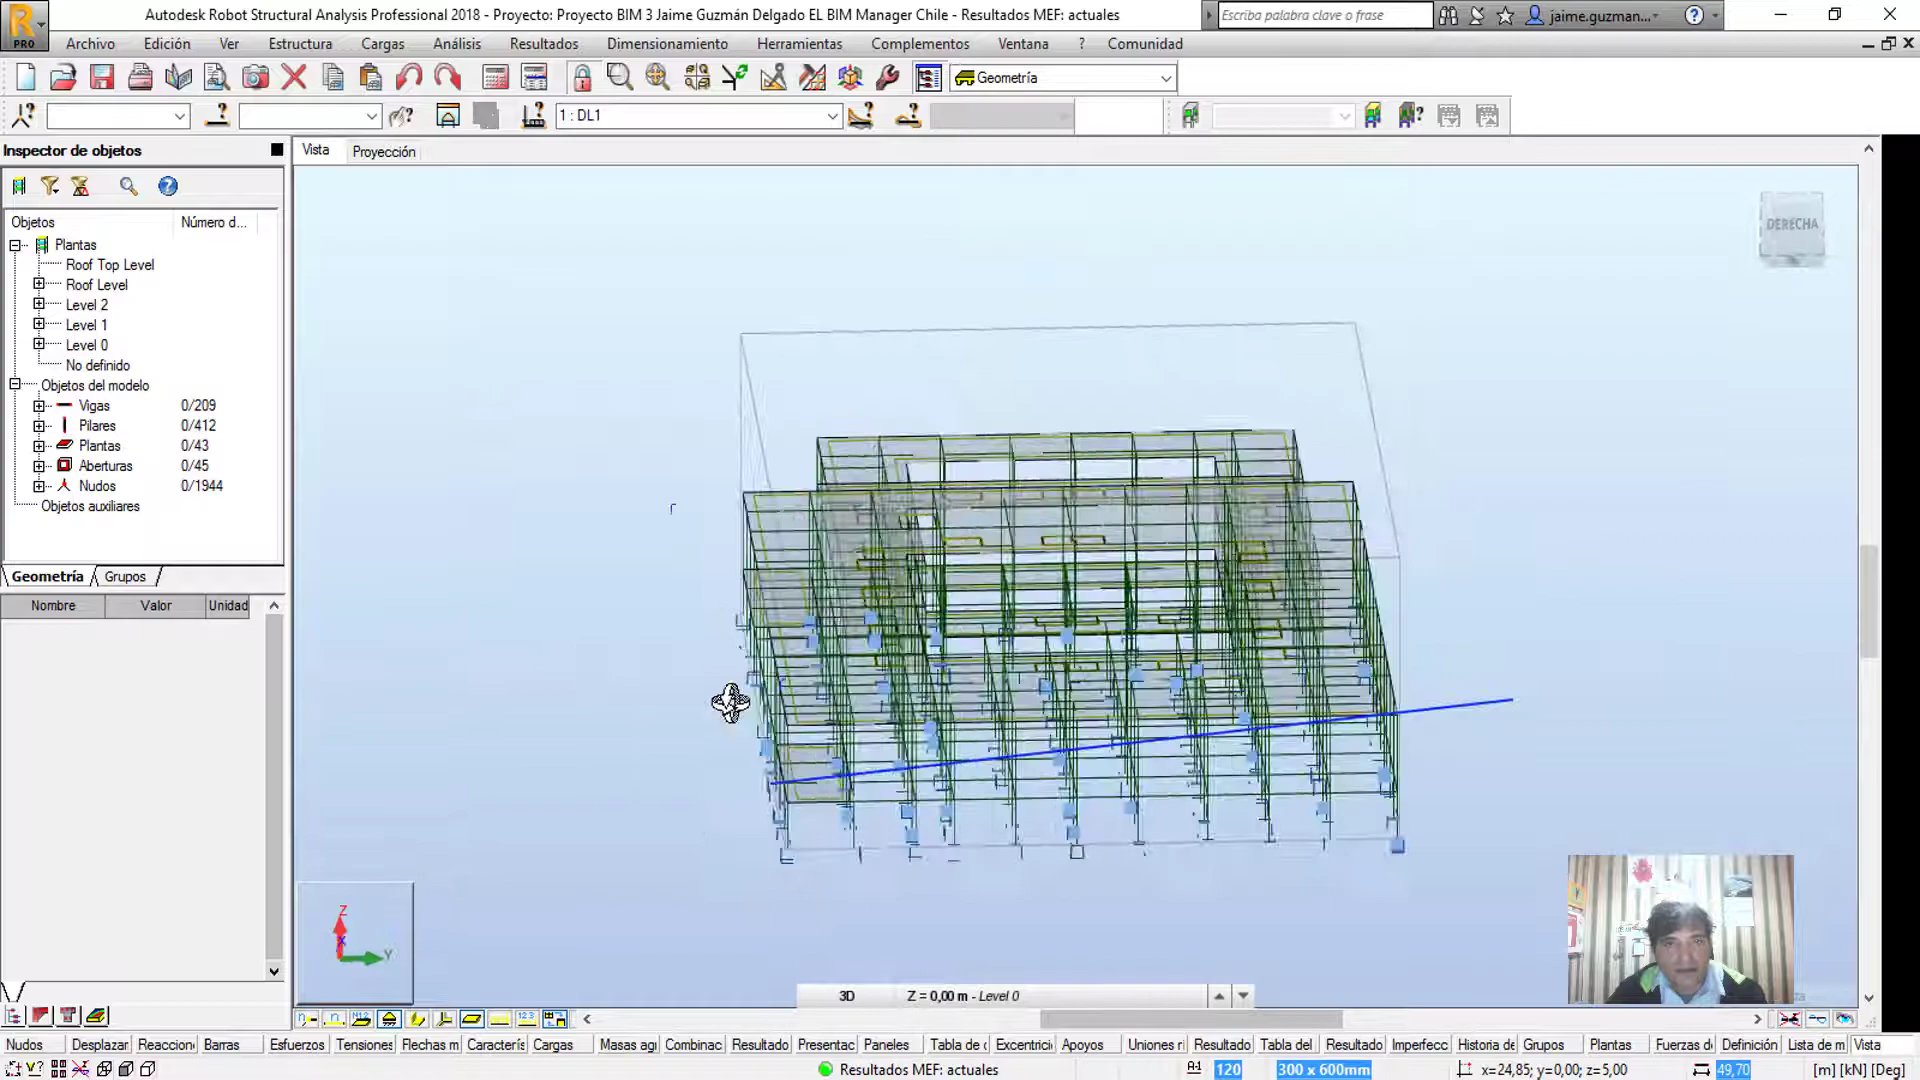 Autodesk Robot Structural Analysis Professional 2018 - Proyecto: Proyecto BIM 3 Jaime Guzmán Delgado EL BIM Manager Chile - Resultados MEF: actuales
Escriba palabra clave o frase
jaime.guzman...
PRO
Archivo Edición Ver Estructura Cargas Análisis Resultados Dimensionamiento Herramientas Complementos Ventana ? Comunidad
Geometría
1 : DL1
Inspector de objetos
Vista Proyección
Objetos Número d...
Plantas
Roof Top Level
Roof Level
Level 2
Level 1
Level 0
No definido
Objetos del modelo
Vigas 0/209
Pilares 0/412
Plantas 0/43
Aberturas 0/45
Nudos 0/1944
Objetos auxiliares
Geometría Grupos
Nombre Valor Unidad
DERECHA
Z
X
Y
3D Z = 0,00 m - Level 0
Nudos Desplazar Reaccion Barras Esfuerzos Tensiones Flechas m Caracterís Cargas Masas ag Combinac Resultado Presentac Paneles Tabla de c Excentrici Apoyos Uniones rí Resultado Tabla del Resultado Imperfecc Historia de Grupos Plantas Fuerzas d Definición Lista de m Vista
Resultados MEF: actuales
120
300 x 600mm
x=24,85; y=0,00; z=5,00
49,70
[m] [kN] [Deg]